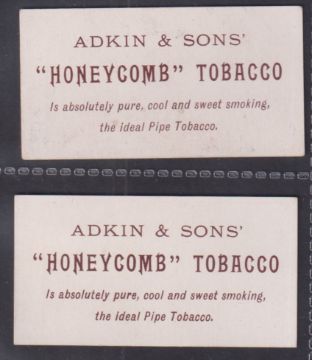 ADKIN & SONS'
"HONEYCOMB" TOBACCO
Is absolutely pure, cool and sweet smoking,
the ideal Pipe Tobacco.
ADKIN & SONS'
"HONEYCOMB" TOBACCO
Is absolutely pure, cool and sweet smoking,
the ideal Pipe Tobacco.